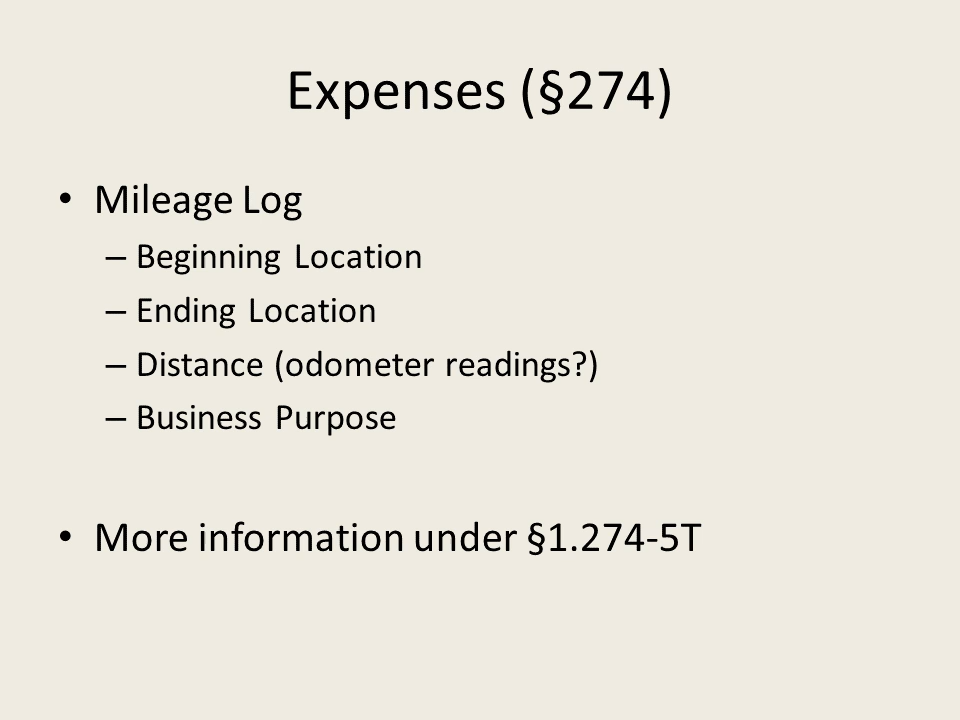 Expenses (§274)
• Mileage Log
– Beginning Location
– Ending Location
– Distance (odometer readings?)
– Business Purpose
• More information under §1.274-5T